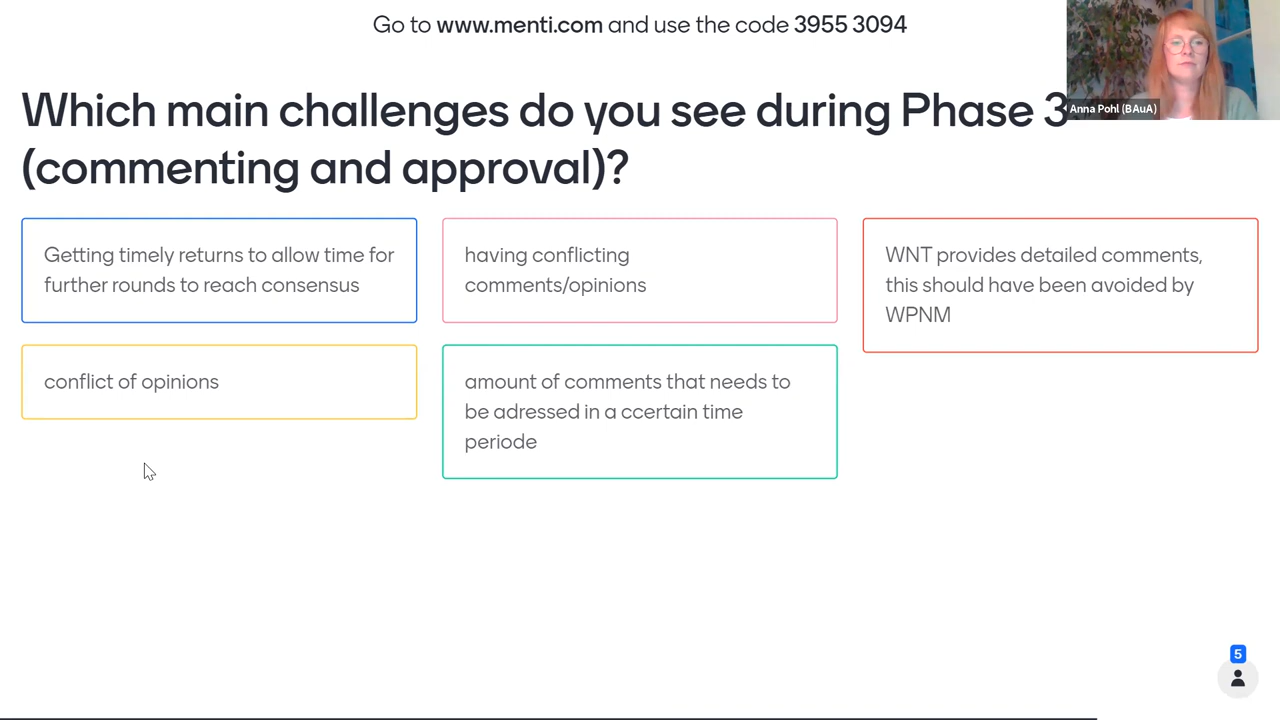 Go to www.menti.com and use the code 3955 3094
Which main challenges do you see during Phase 3
(commenting and approval)?
Anna Pohl (BAuA)
Getting timely returns to allow time for
further rounds to reach consensus
having conflicting
comments/opinions
WNT provides detailed comments,
this should have been avoided by
WPNM
conflict of opinions
amount of comments that needs to
be adressed in a ccertain time
periode
5